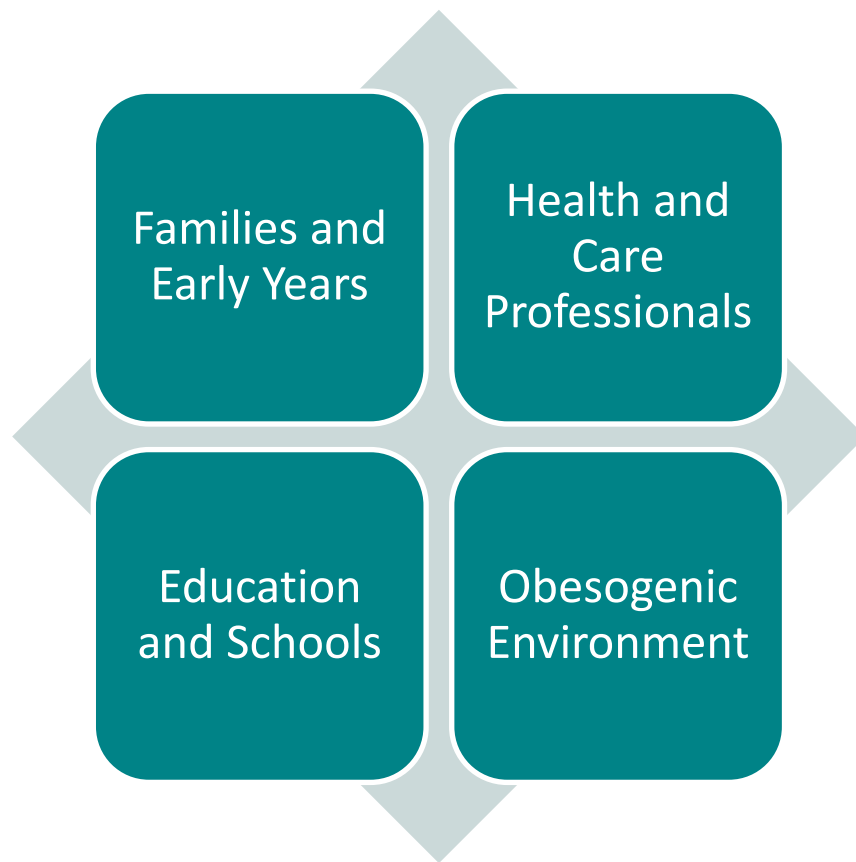 Families and
Early Years
Health and
Care
Professionals
Education
and Schools
Obesogenic
Environment